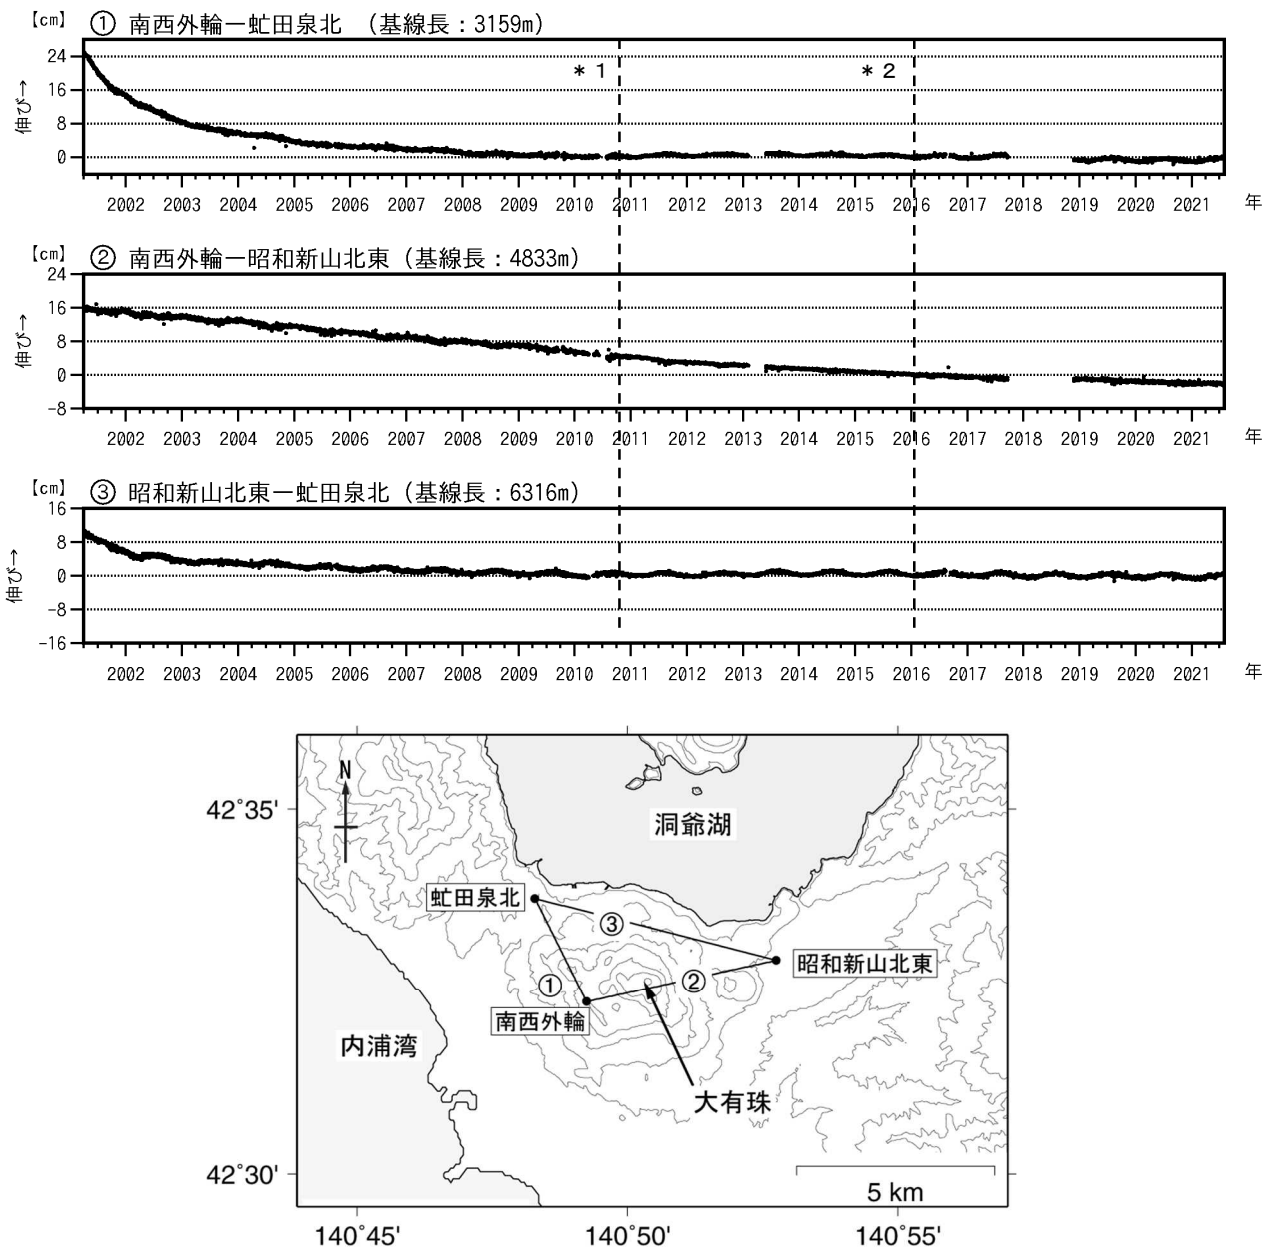 【cm】 ① 南西外輪ー虻田泉北 （基線長：3159m）
24
16
8
0
伸び→
＊１ ＊２
2002 2003 2004 2005 2006 2007 2008 2009 2010 2011 2012 2013 2014 2015 2016 2017 2018 2019 2020 2021 年
【cm】 ② 南西外輪ー昭和新山北東（基線長：4833m）
24
16
8
0
-8
伸び→
2002 2003 2004 2005 2006 2007 2008 2009 2010 2011 2012 2013 2014 2015 2016 2017 2018 2019 2020 2021 年
【cm】 ③ 昭和新山北東ー虻田泉北（基線長：6316m）
16
8
0
-8
-16
伸び→
2002 2003 2004 2005 2006 2007 2008 2009 2010 2011 2012 2013 2014 2015 2016 2017 2018 2019 2020 2021 年
N
42°35'
洞爺湖
虻田泉北
③
昭和新山北東
②
①
南西外輪
内浦湾
大有珠
42°30'
5 km
140°45' 140°50' 140°55'